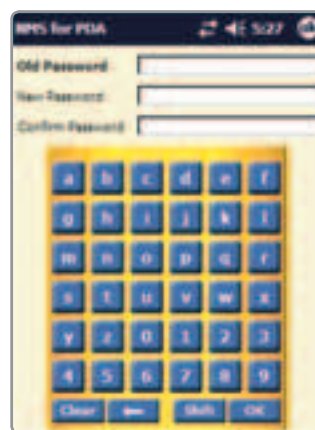 NMS for PDA 5:27
Old Password
New Password
Confirm Password
a b c d e f
g h i j k l
m n o p q r
s t u v w x
y z 0 1 2 3
4 5 6 7 8 9
Clear ← Shift OK